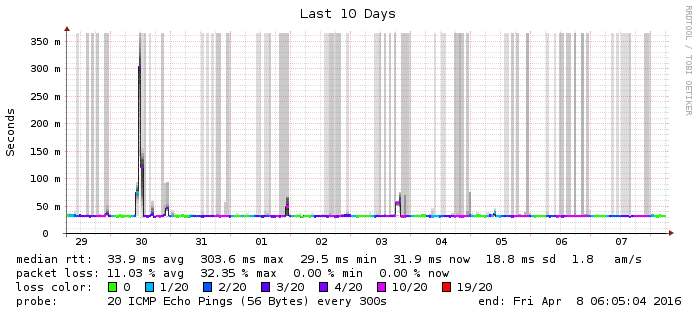 Last 10 Days
RRDTOOL / TOBI OETIKER
Seconds
350 m
300 m
250 m
200 m
150 m
100 m
50 m
0
29 30 31 01 02 03 04 05 06 07
median rtt: 33.9 ms avg 303.6 ms max 29.5 ms min 31.9 ms now 18.8 ms sd 1.8 am/s
packet loss: 11.03 % avg 32.35 % max 0.00 % min 0.00 % now
loss color: 0 1/20 2/20 3/20 4/20 10/20 19/20
probe: 20 ICMP Echo Pings (56 Bytes) every 300s end: Fri Apr 8 06:05:04 2016